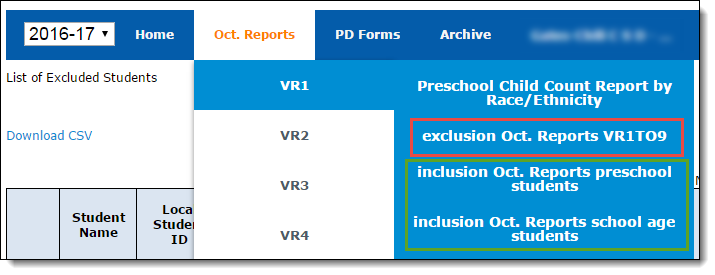 2016-17
Home
Oct. Reports
PD Forms
Archive
List of Excluded Students
VR1
Preschool Child Count Report by
Race/Ethnicity
Download CSV
VR2
exclusion Oct. Reports VR1TO9
VR3
inclusion Oct. Reports preschool
students
Student
Name
Loca
Studen
ID
VR4
inclusion Oct. Reports school age
students